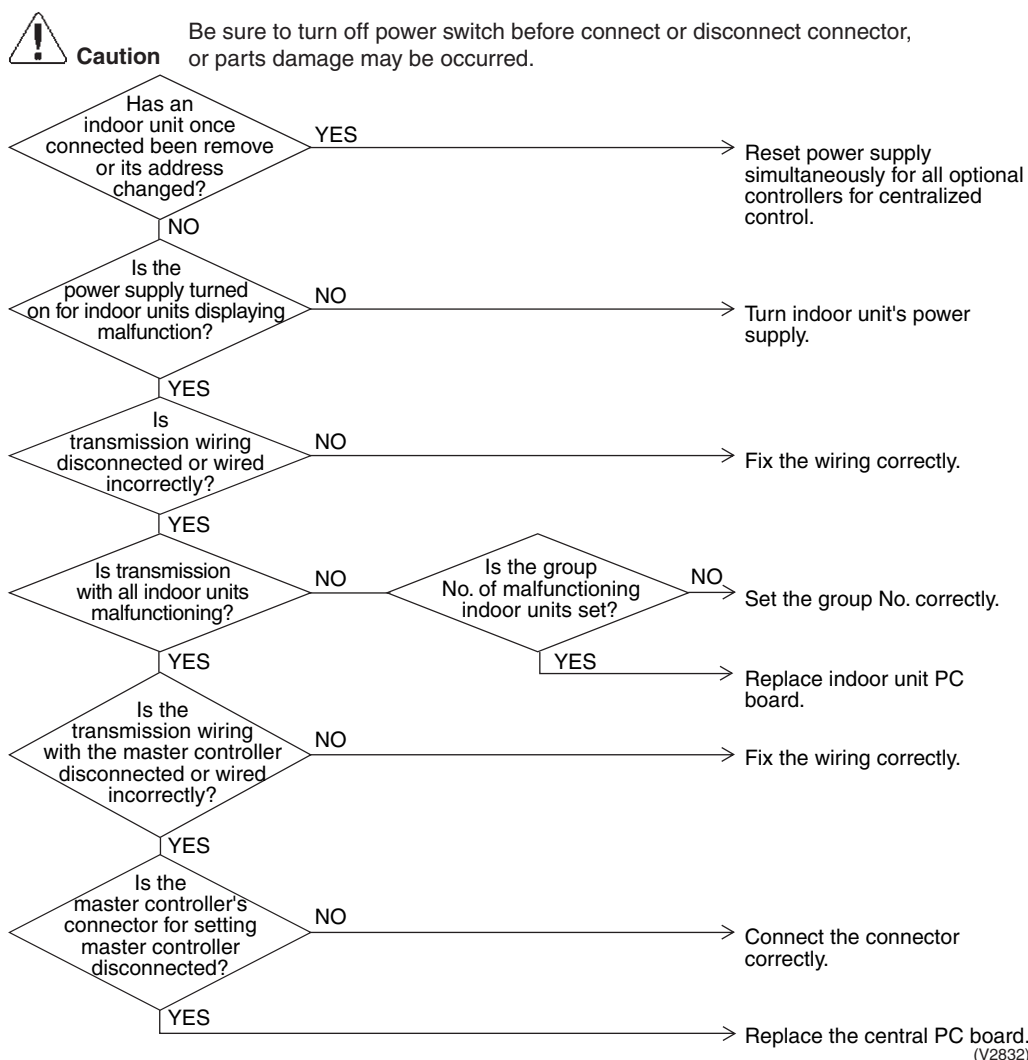 Be sure to turn off power switch before connect or disconnect connector,
Caution or parts damage may be occurred.
Has an
indoor unit once
connected been remove
or its address
changed?
YES
Reset power supply
simultaneously for all optional
controllers for centralized
control.
NO
Is the
power supply turned
on for indoor units displaying
malfunction?
NO
Turn indoor unit's power
supply.
YES
Is
transmission wiring
disconnected or wired
incorrectly?
NO
Fix the wiring correctly.
YES
Is transmission
with all indoor units
malfunctioning?
NO
Is the group
No. of malfunctioning
indoor units set?
NO
Set the group No. correctly.
YES
Replace indoor unit PC
board.
YES
Is the
transmission wiring
with the master controller
disconnected or wired
incorrectly?
NO
Fix the wiring correctly.
YES
Is the
master controller's
connector for setting
master controller
disconnected?
NO
Connect the connector
correctly.
YES
Replace the central PC board.
(V2832)